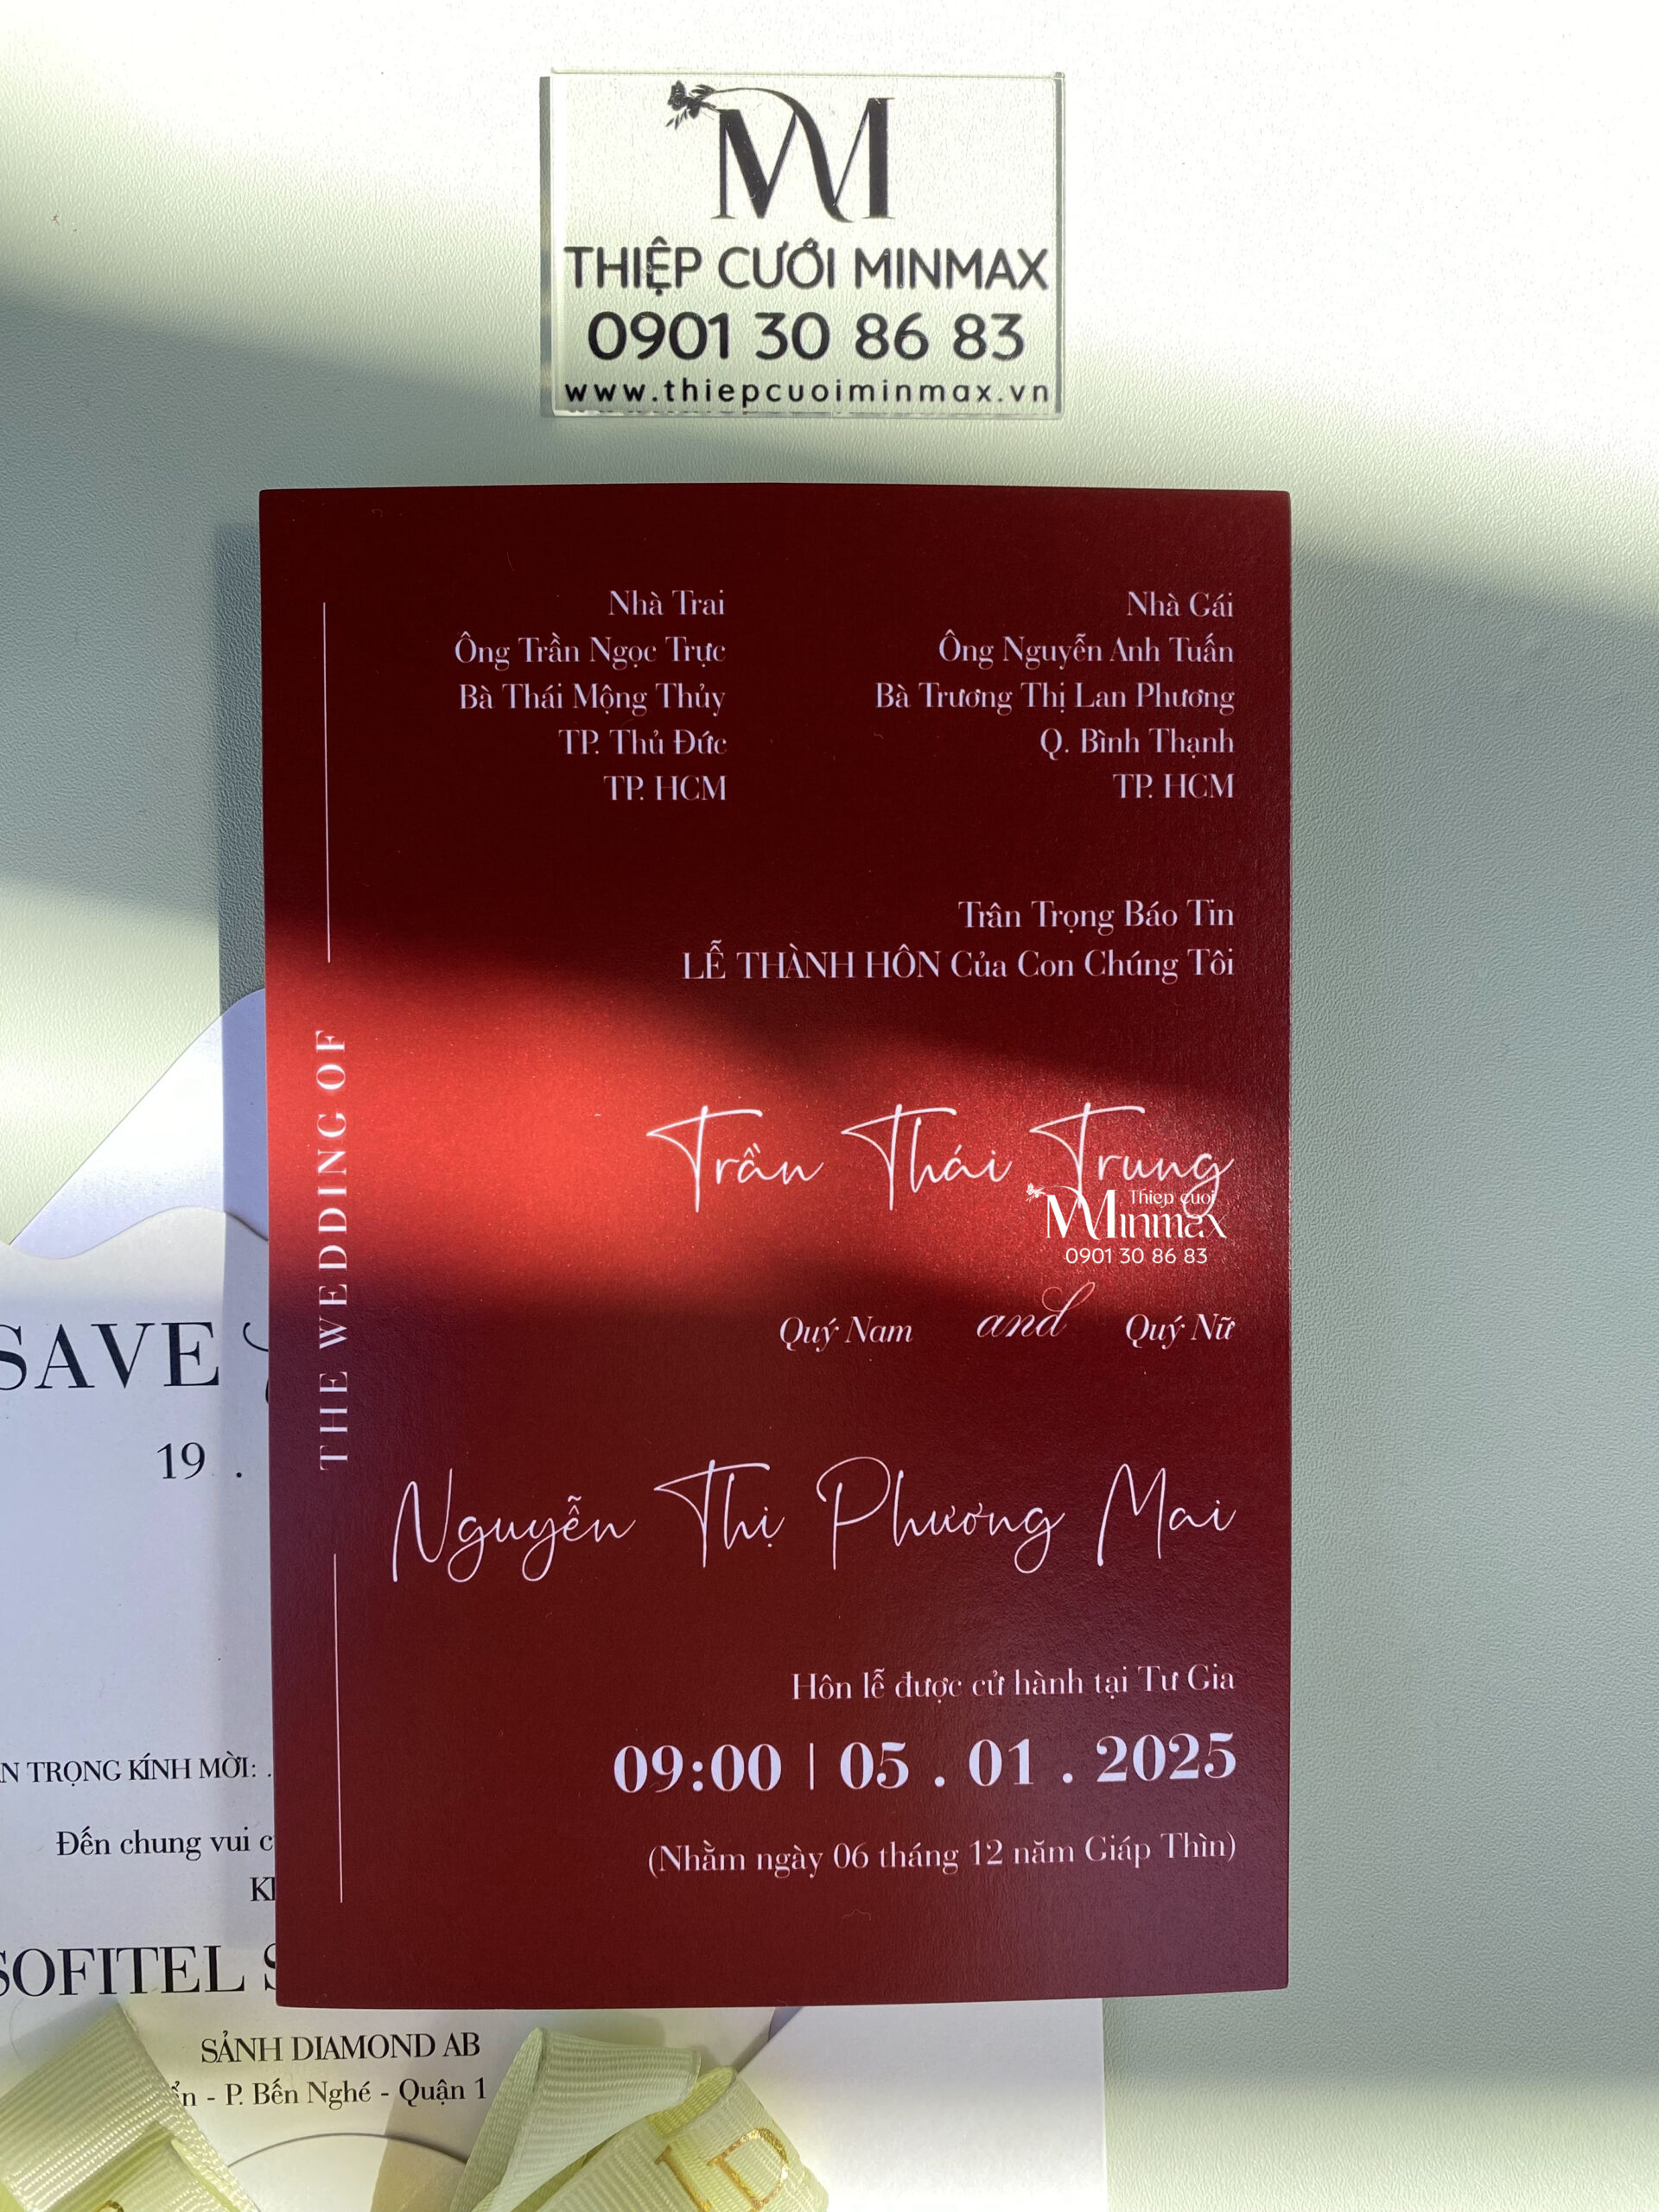 THIỆP CƯỚI MINMAX
0901 30 86 83
www.thiepcuoiminmax.vn
Nhà Trai
Ông Trần Ngọc Trực
Bà Thái Mộng Thủy
TP. Thủ Đức
TP. HCM
Nhà Gái
Ông Nguyễn Anh Tuấn
Bà Trương Thị Lan Phương
Q. Bình Thạnh
TP. HCM
Trân Trọng Báo Tin
LỄ THÀNH HÔN Của Con Chúng Tôi
THE WEDDING OF
Trần Thái Trung
Thiep cuoi
Minmax
0901 30 86 83
Quý Nam and Quý Nữ
Nguyễn Thị Phương Mai
Hôn lễ được cử hành tại Tư Gia
09:00 | 05 . 01 . 2025
(Nhằm ngày 06 tháng 12 năm Giáp Thìn)
SAVE
19 .
TRỌNG KÍNH MỜI: .
Đến chung vui
SOFITEL
SẢNH DIAMOND AB
- P. Bến Nghé - Quận 1